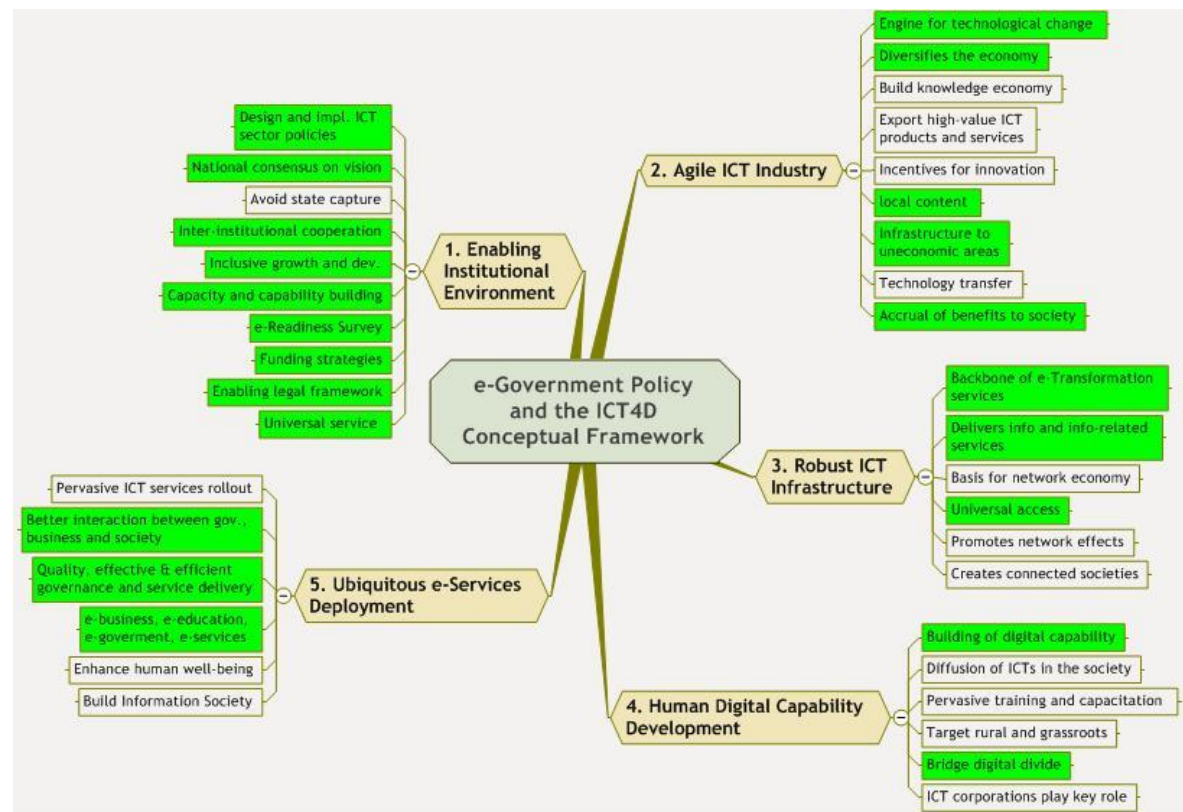 e-Government Policy
and the ICT4D
Conceptual Framework
1. Enabling
Institutional
Environment
Design and impl. ICT
sector policies
National consensus on vision
Avoid state capture
Inter-institutional cooperation
Inclusive growth and dev.
Capacity and capability building
e-Readiness Survey
Funding strategies
Enabling legal framework
Universal service
2. Agile ICT Industry
Engine for technological change
Diversifies the economy
Build knowledge economy
Export high-value ICT
products and services
Incentives for innovation
local content
Infrastructure to
uneconomic areas
Technology transfer
Accrual of benefits to society
3. Robust ICT
Infrastructure
Backbone of e-Transformation
services
Delivers info and info-related
services
Basis for network economy
Universal access
Promotes network effects
Creates connected societies
4. Human Digital Capability
Development
Building of digital capability
Diffusion of ICTs in the society
Pervasive training and capacitation
Target rural and grassroots
Bridge digital divide
ICT corporations play key role
5. Ubiquitous e-Services
Deployment
Pervasive ICT services rollout
Better interaction between gov.,
business and society
Quality, effective & efficient
governance and service delivery
e-business, e-education,
e-goverment, e-services
Enhance human well-being
Build Information Society